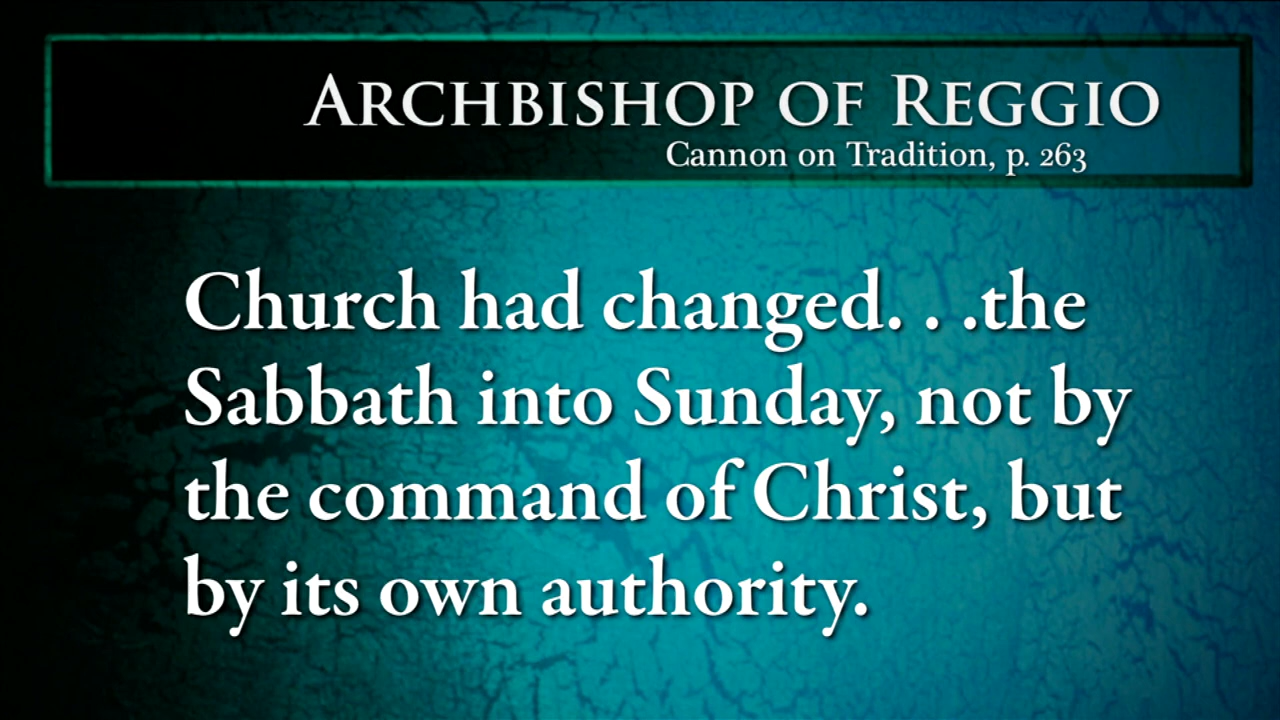 ARCHBISHOP OF REGGIO
Cannon on Tradition, p. 263
Church had changed. . .the
Sabbath into Sunday, not by
the command of Christ, but
by its own authority.